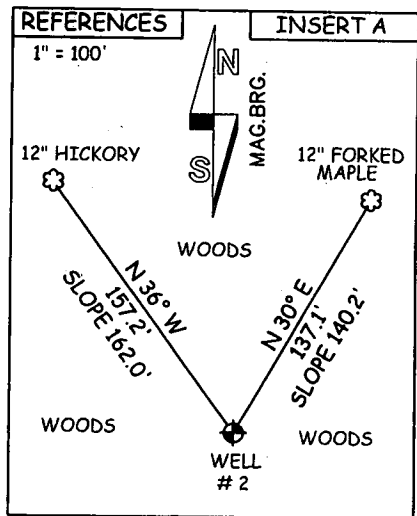 REFERENCES
INSERT A
1" = 100'
N
S
MAG.BRG.
12" HICKORY
12" FORKED
MAPLE
WOODS
N 36° W
157.2'
SLOPE 162.0'
N 30° E
137.1'
SLOPE 140.2'
WOODS
WOODS
WELL
# 2